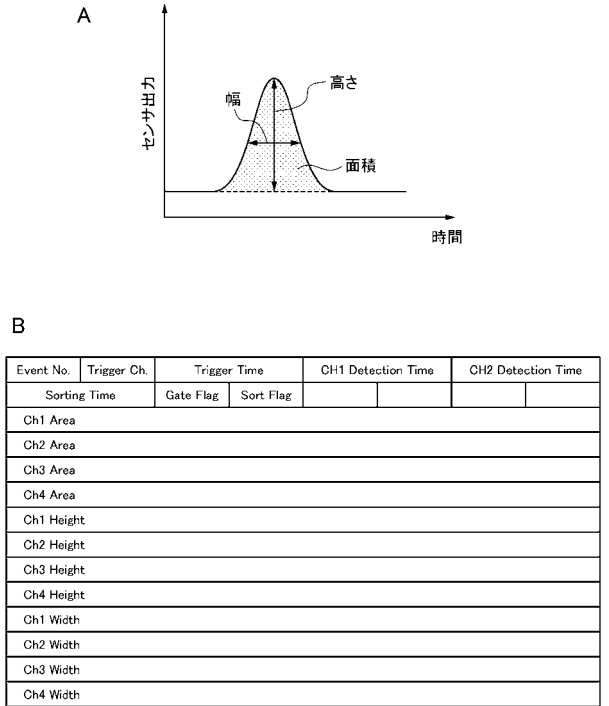 A
センサ出力
幅
高さ
面積
時間
B
Event No. Trigger Ch. Trigger Time CH1 Detection Time CH2 Detection Time
Sorting Time Gate Flag Sort Flag
Ch1 Area
Ch2 Area
Ch3 Area
Ch4 Area
Ch1 Height
Ch2 Height
Ch3 Height
Ch4 Height
Ch1 Width
Ch2 Width
Ch3 Width
Ch4 Width